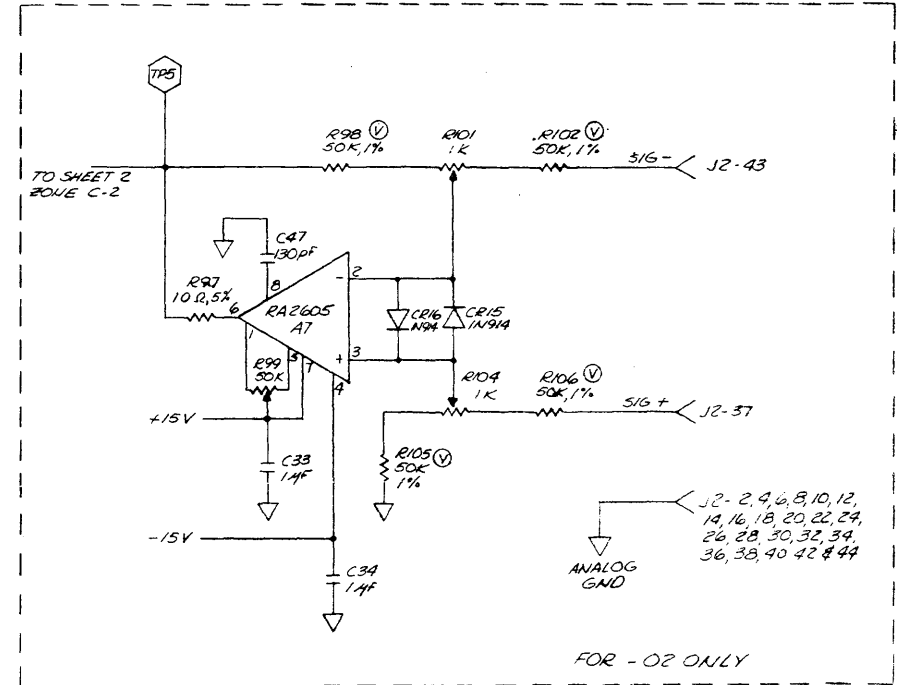 TP5
R98 Ⓥ
50K,1%
R101
1K
R102 Ⓥ
50K,1%
SIG-
J2-43
TO SHEET 2
ZONE C-2
C47
130pF
R97
10Ω,5%
6
8
2
-
RA2605
A7
CR16
N94
CR15
1N914
1
5
7
+
3
4
R99
50K
R104
1K
R106 Ⓥ
50K,1%
SIG +
J2-37
+15V
C33
1µF
R105 Ⓥ
50K
1%
J2- 2,4,6,8,10,12,
14,16,18,20,22,24,
26,28,30,32,34,
36,38,40 42 & 44
-15V
ANALOG
GND
C34
1µF
FOR -02 ONLY